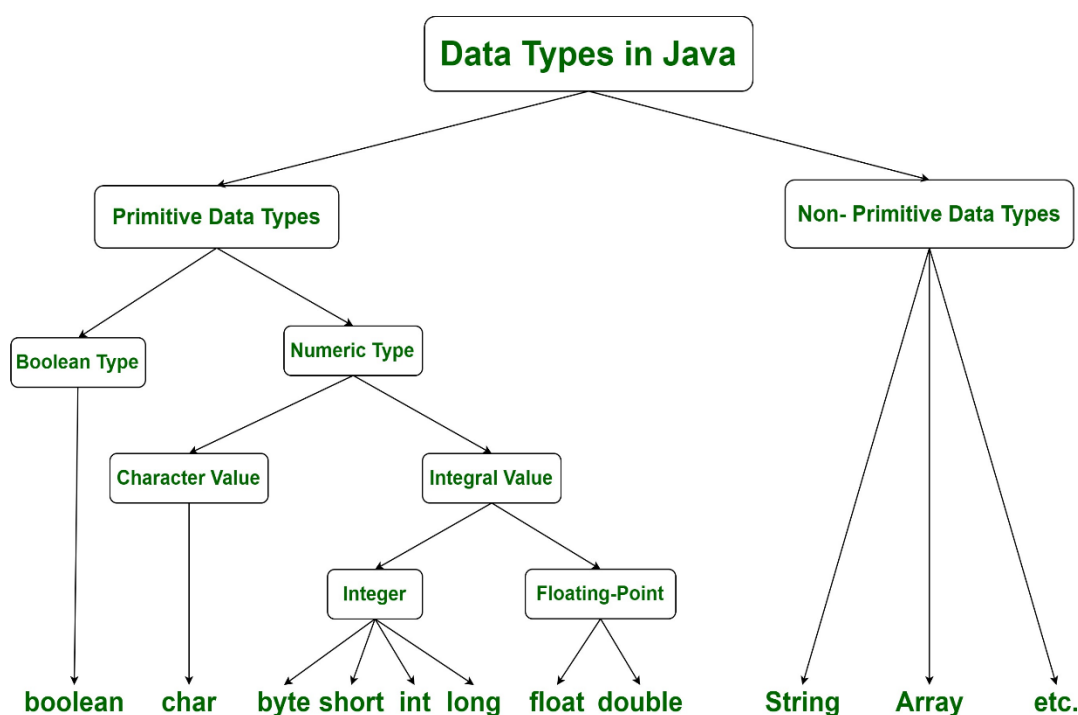 Data Types in Java
Primitive Data Types
Non- Primitive Data Types
Boolean Type
Numeric Type
Character Value
Integral Value
Integer
Floating-Point
boolean
char
byte
short
int
long
float
double
String
Array
etc.